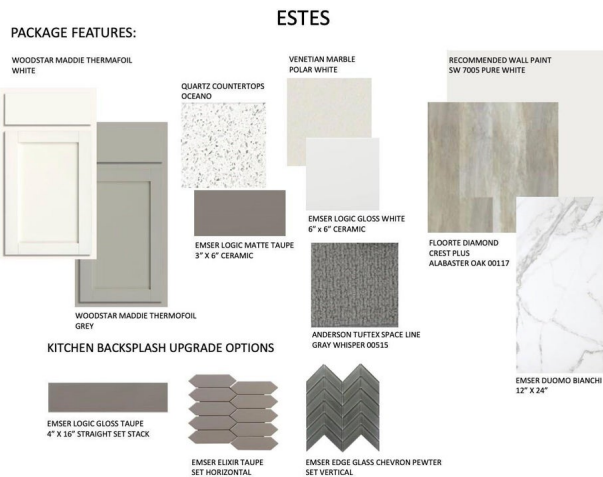 ESTES
PACKAGE FEATURES:
WOODSTAR MADDIE THERMAFOIL
WHITE
QUARTZ COUNTERTOPS
OCEANO
VENETIAN MARBLE
POLAR WHITE
RECOMMENDED WALL PAINT
SW 7005 PURE WHITE
EMSER LOGIC GLOSS WHITE
6" x 6" CERAMIC
EMSER LOGIC MATTE TAUPE
3" X 6" CERAMIC
FLOORTE DIAMOND
CREST PLUS
ALABASTER OAK 00117
WOODSTAR MADDIE THERMOFOIL
GREY
ANDERSON TUFTEX SPACE LINE
GRAY WHISPER 00515
KITCHEN BACKSPLASH UPGRADE OPTIONS
EMSER DUOMO BIANCHI
12" X 24"
EMSER LOGIC GLOSS TAUPE
4" X 16" STRAIGHT SET STACK
EMSER ELIXIR TAUPE
SET HORIZONTAL
EMSER EDGE GLASS CHEVRON PEWTER
SET VERTICAL